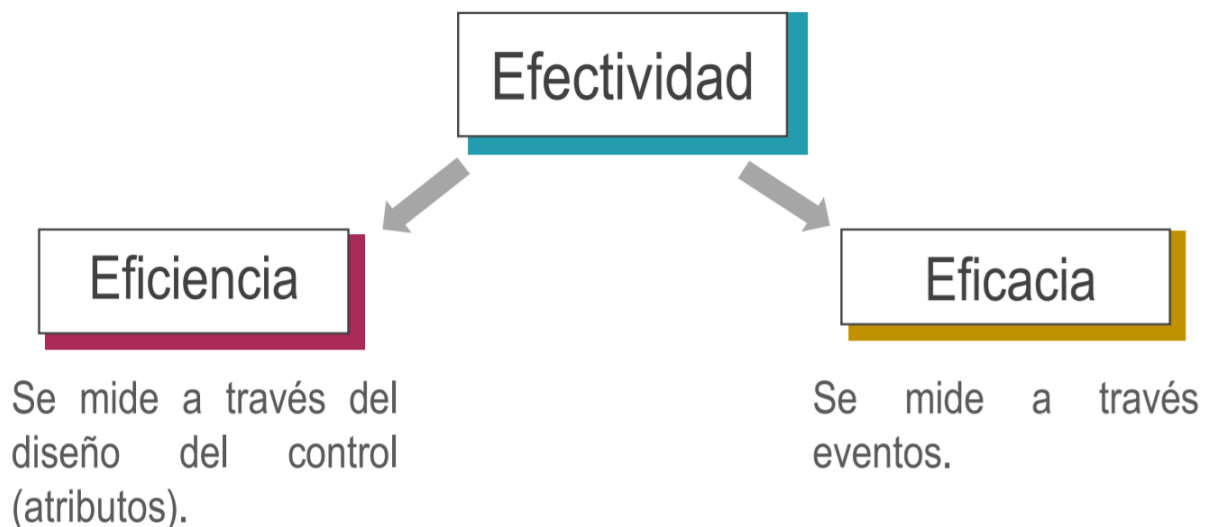 Efectividad
Eficiencia
Se mide a través del
diseño del control
(atributos).
Eficacia
Se mide a través
eventos.